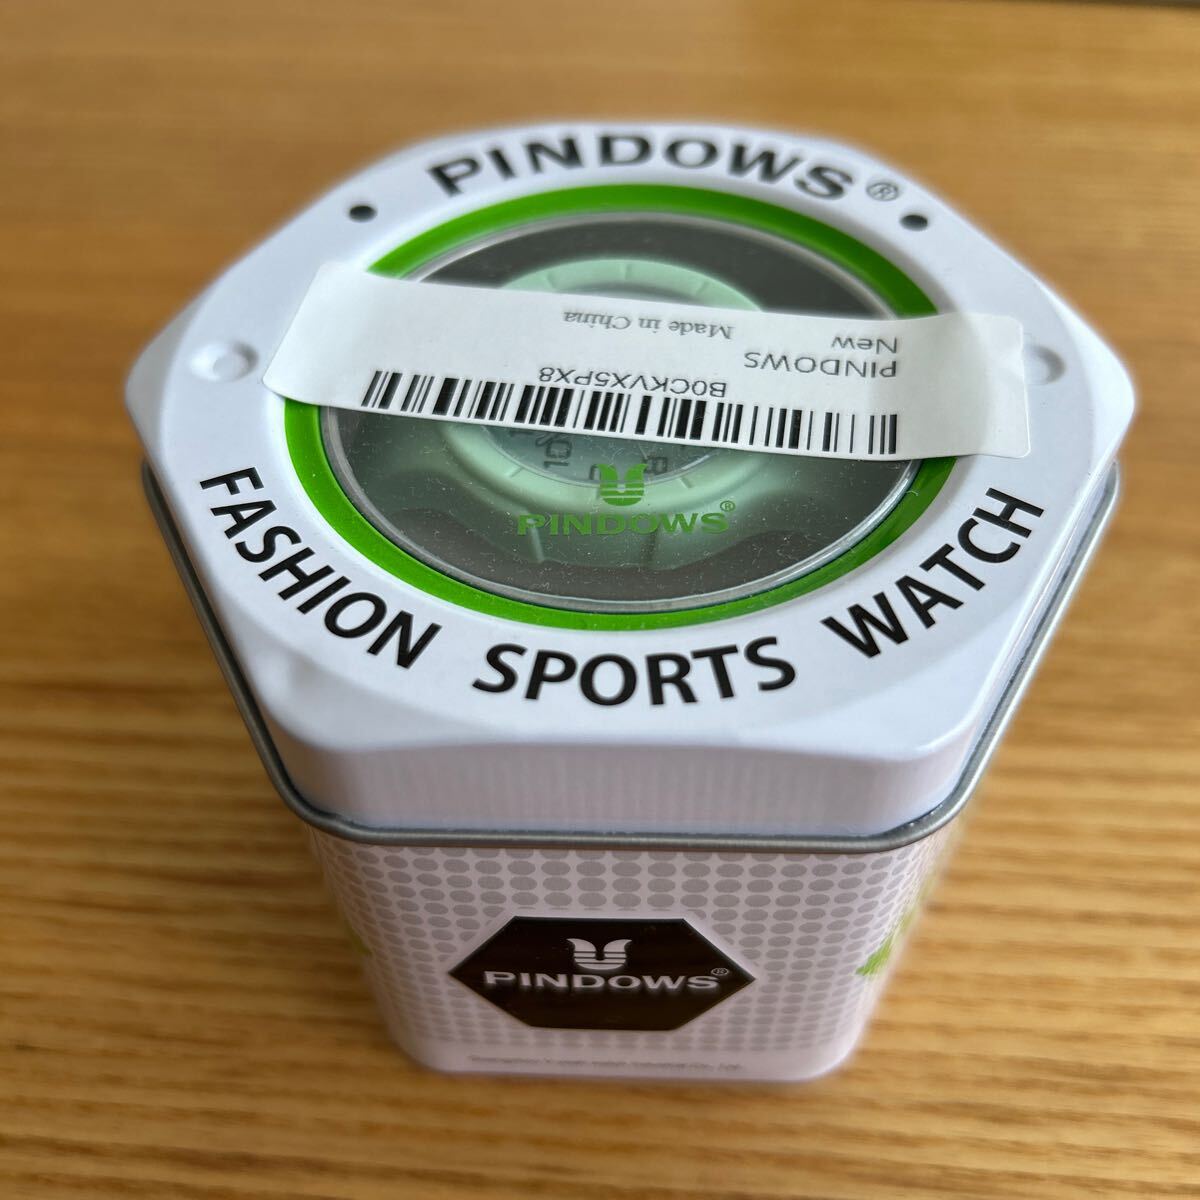 PINDOWS®
B0CKVX5PX8
PINDOWS
New
Made in China
PINDOWS®
FASHION SPORTS WATCH
PINDOWS®